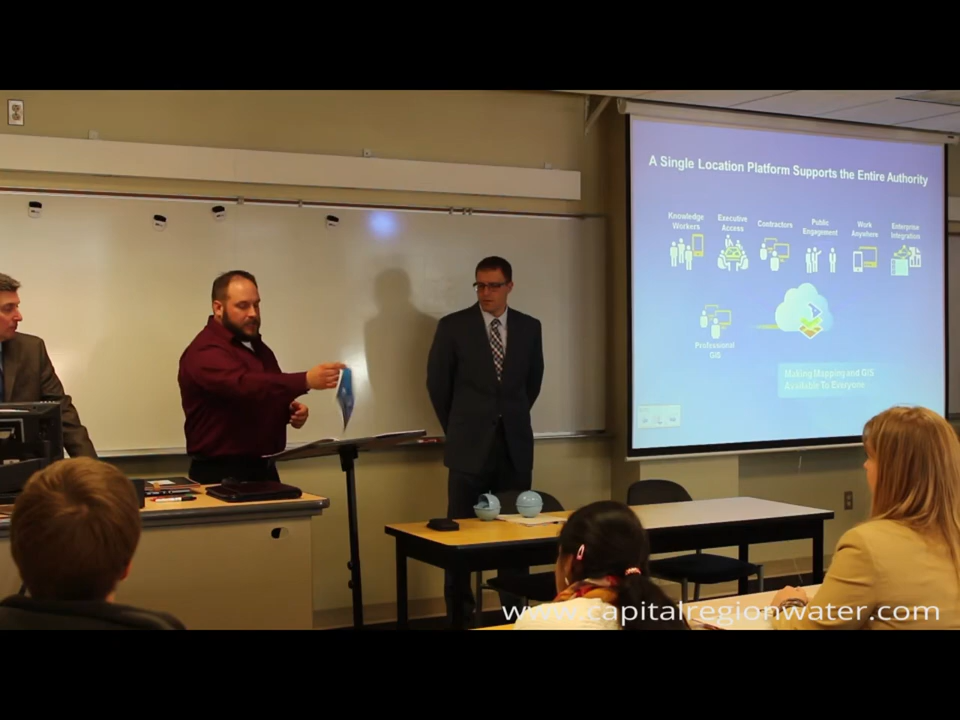 A Single Location Platform Supports the Entire Authority
Knowledge
Workers
Executive
Access
Contractors
Public
Engagement
Work
Anywhere
Enterprise
Integration
Professional
GIS
Making Mapping and GIS
Available To Everyone
www.capitalregionwater.com